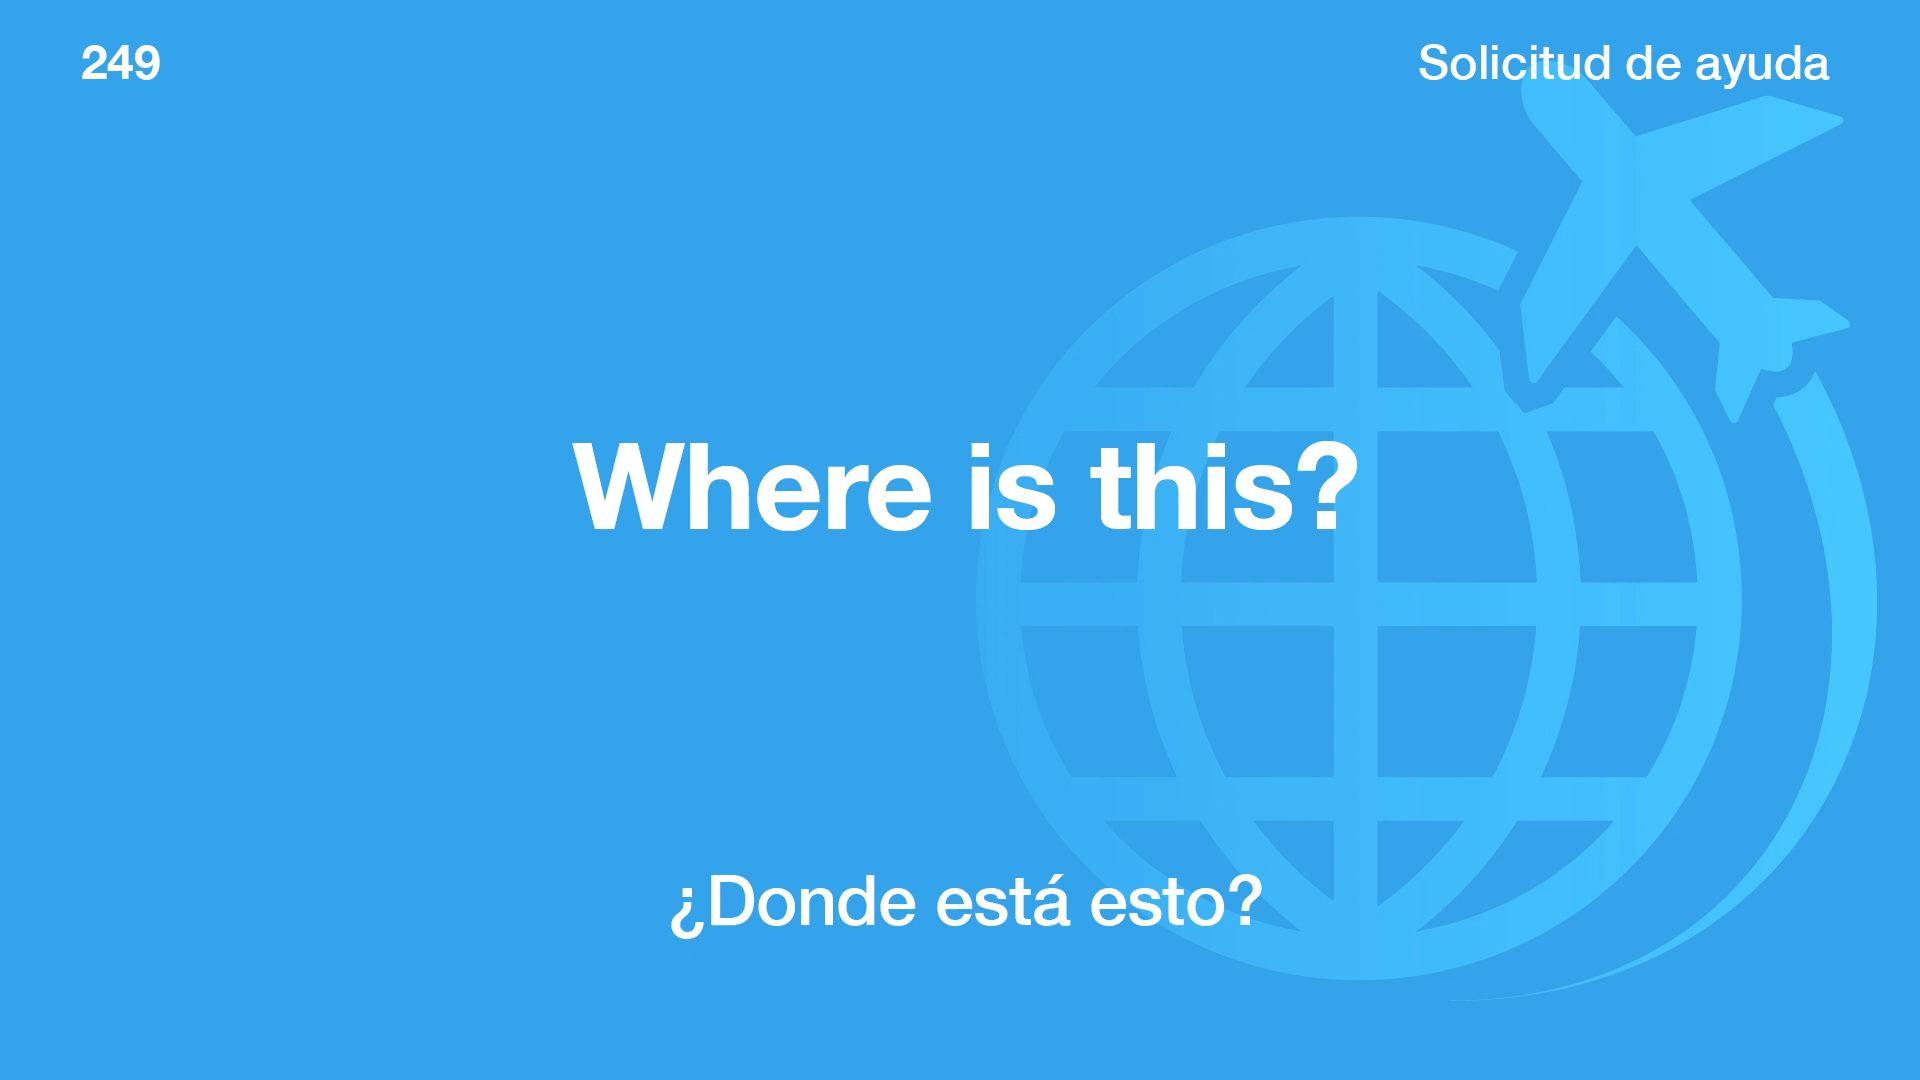 249
Solicitud de ayuda
Where is this?
¿Donde está esto?